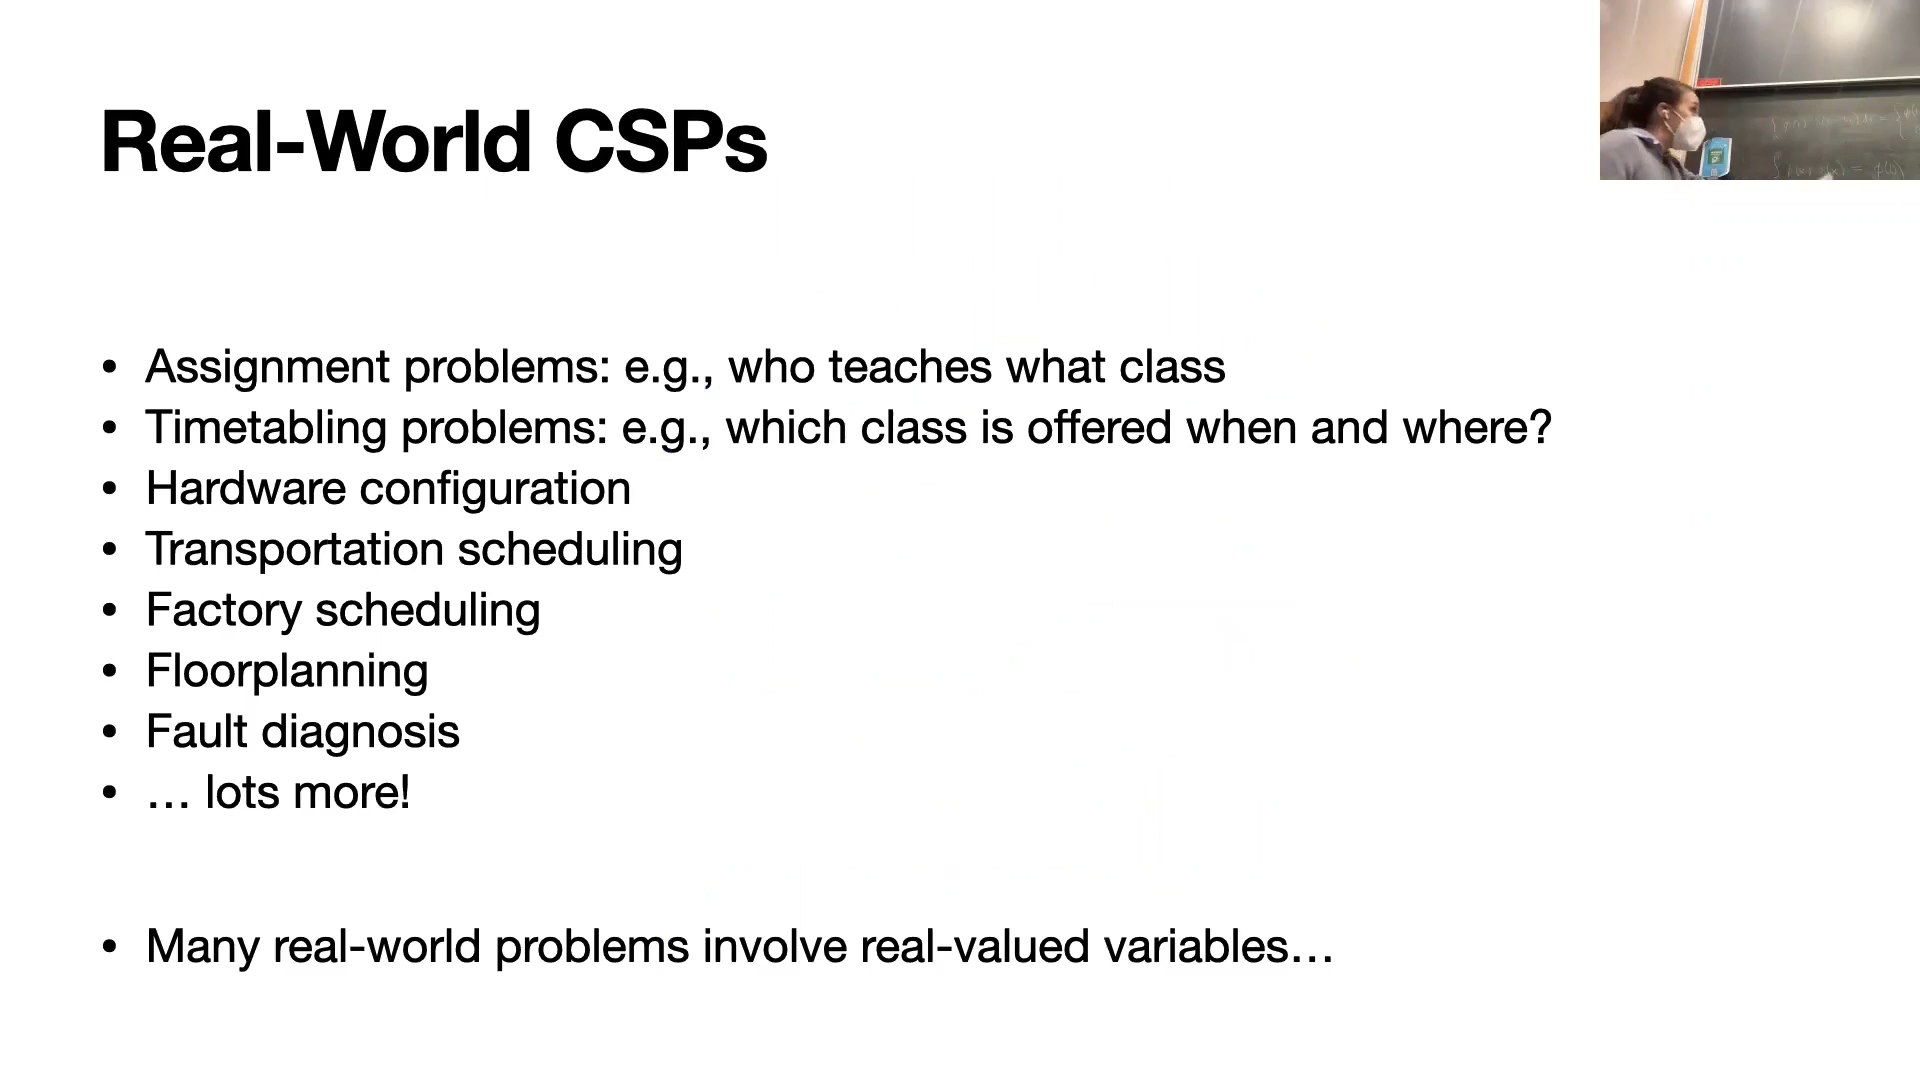 Real-World CSPs
• Assignment problems: e.g., who teaches what class
• Timetabling problems: e.g., which class is offered when and where?
• Hardware configuration
• Transportation scheduling
• Factory scheduling
• Floorplanning
• Fault diagnosis
• … lots more!
• Many real-world problems involve real-valued variables…